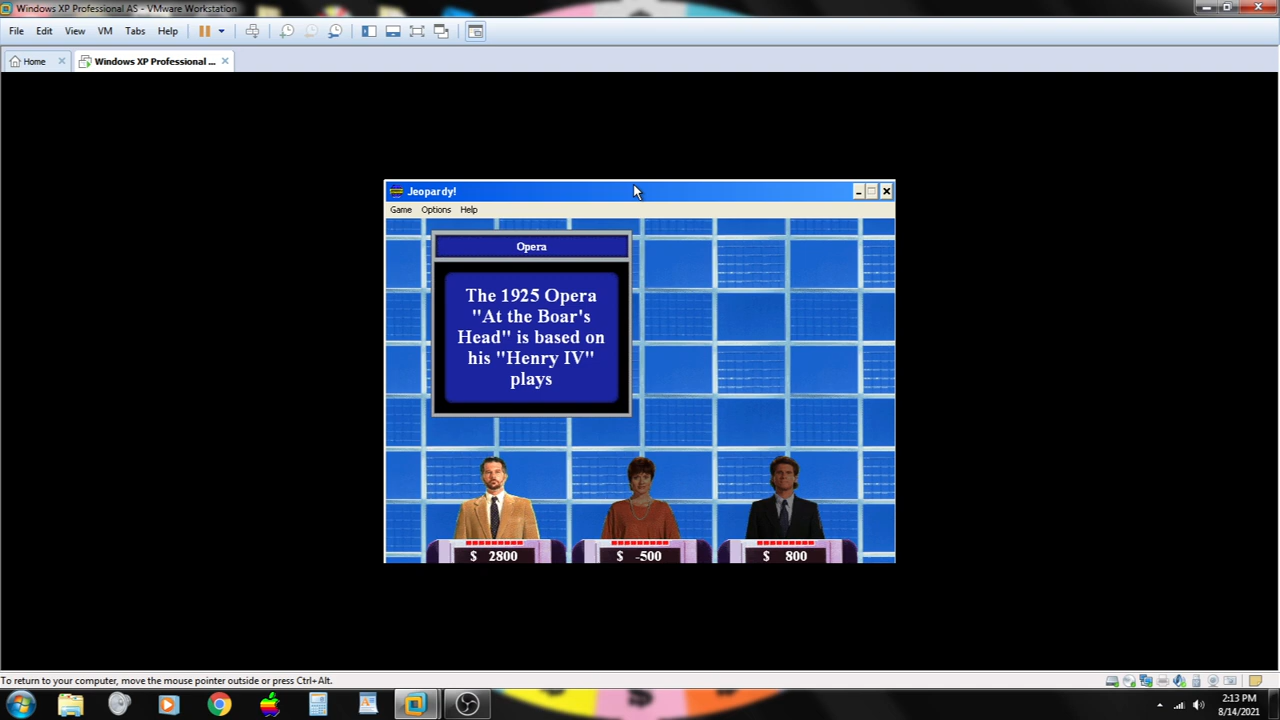 Windows XP Professional AS - VMware Workstation
File Edit View VM Tabs Help
Home Windows XP Professional ...
Jeopardy!
Game Options Help
Opera
The 1925 Opera
"At the Boar's
Head" is based on
his "Henry IV"
plays
$ 2800 $ -500 $ 800
To return to your computer, move the mouse pointer outside or press Ctrl+Alt.
2:13 PM
8/14/2021